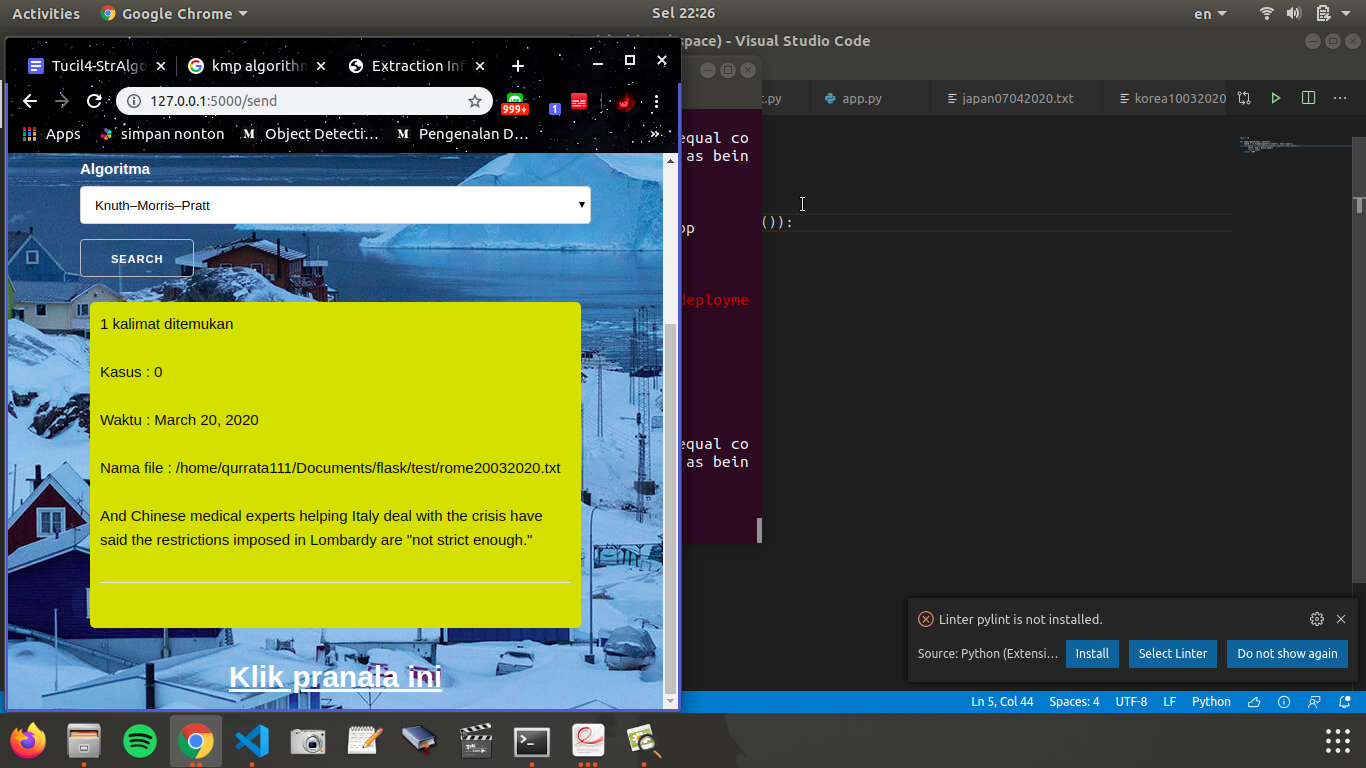 Activities Google Chrome Sel 22:26 en
space) - Visual Studio Code
Tucil4-StrAlgo kmp algorithm Extraction Inf
127.0.0.1:5000/send 999+ 1
Apps simpan nonton M Object Detecti… M Pengenalan D… »
t.py app.py japan07042020.txt korea10032020
equal co
as bein
Algoritma
Knuth–Morris–Pratt
()):
pp
SEARCH
deployme
1 kalimat ditemukan
Kasus : 0
Waktu : March 20, 2020
equal co
as bein
Nama file : /home/qurrata111/Documents/flask/test/rome20032020.txt
And Chinese medical experts helping Italy deal with the crisis have
said the restrictions imposed in Lombardy are "not strict enough."
Linter pylint is not installed.
Source: Python (Extensi… Install Select Linter Do not show again
Klik pranala ini
Ln 5, Col 44 Spaces: 4 UTF-8 LF Python